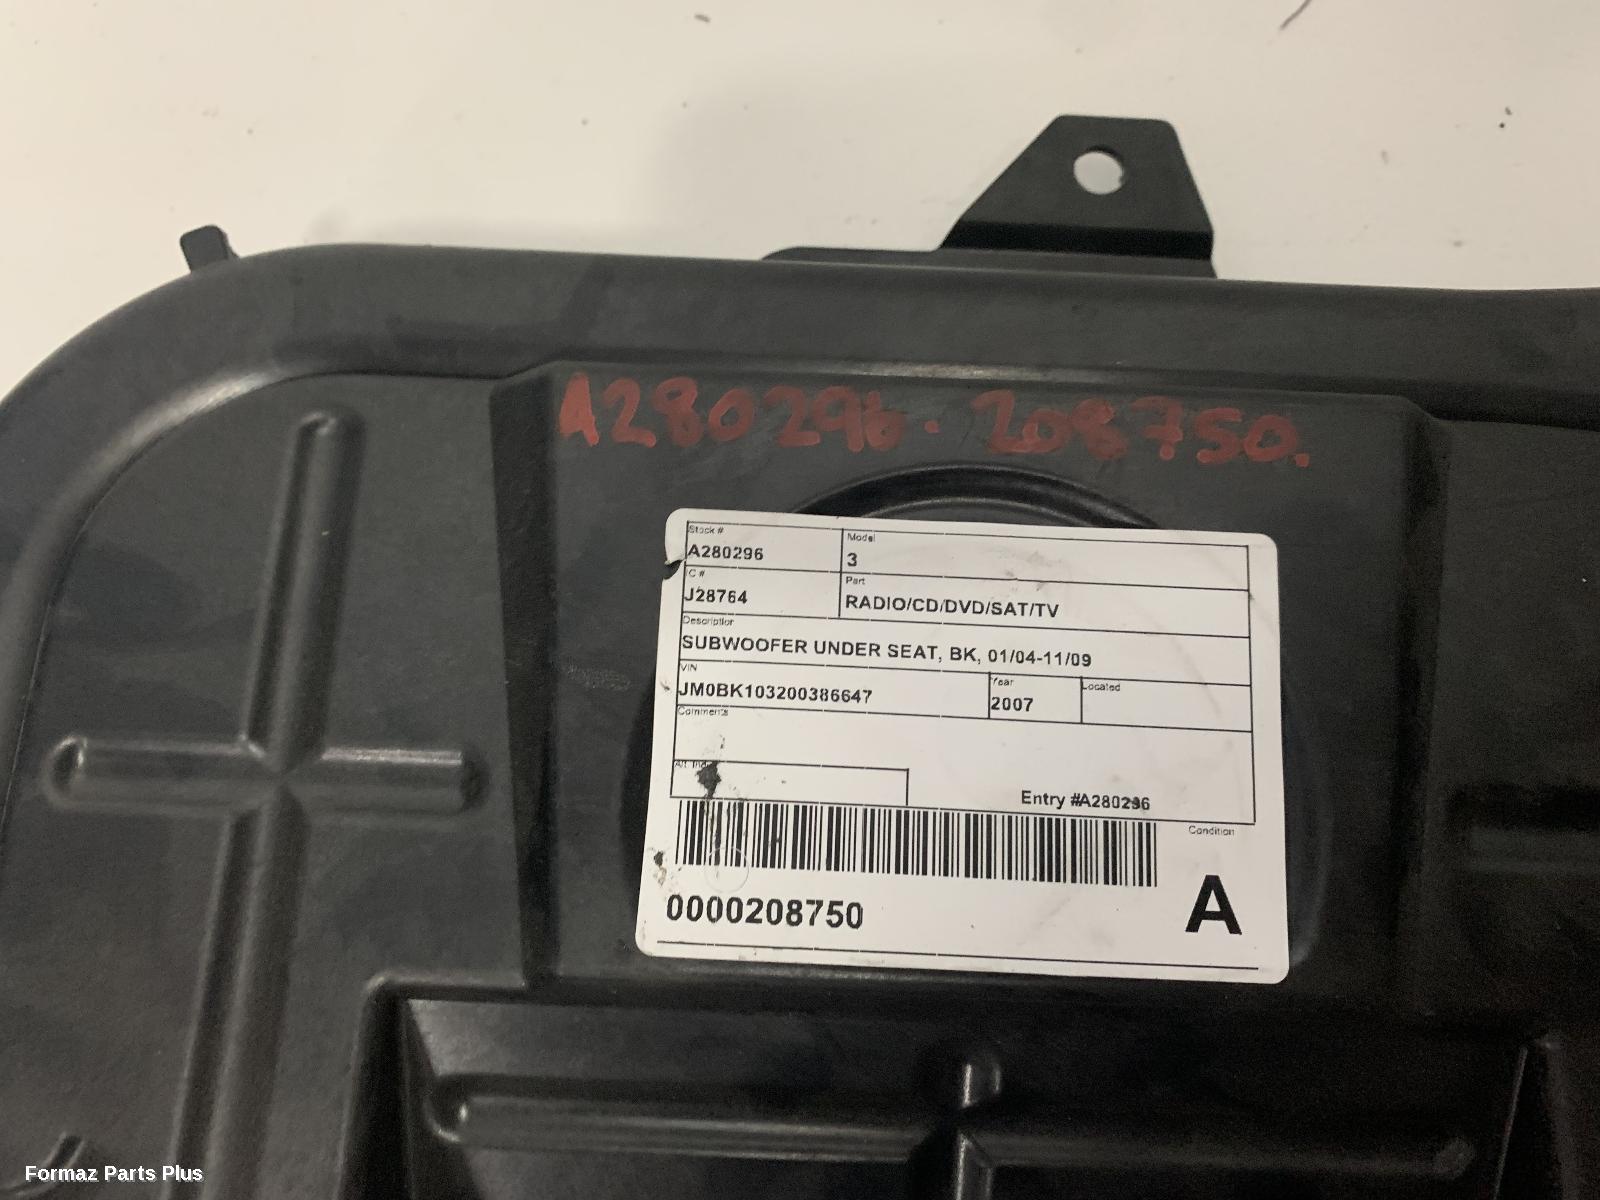 A280296. 208750.
Stock # Model
A280296 3
IC # Part
J28764 RADIO/CD/DVD/SAT/TV
Description
SUBWOOFER UNDER SEAT, BK, 01/04-11/09
VIN Year Located
JM0BK103200386647 2007
Comments
Entry #A280296
Condition
0000208750 A
Formaz Parts Plus